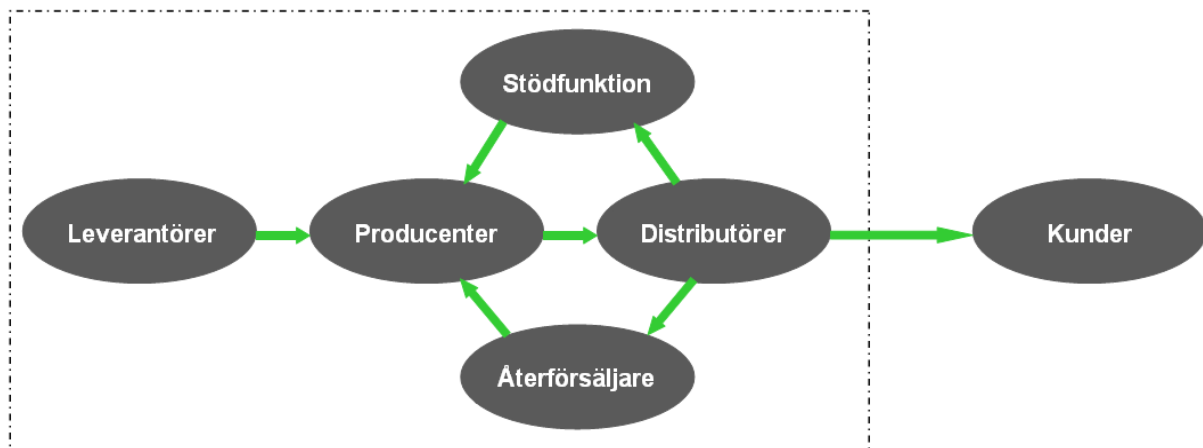 Stödfunktion
Leverantörer
Producenter
Distributörer
Kunder
Återförsäljare